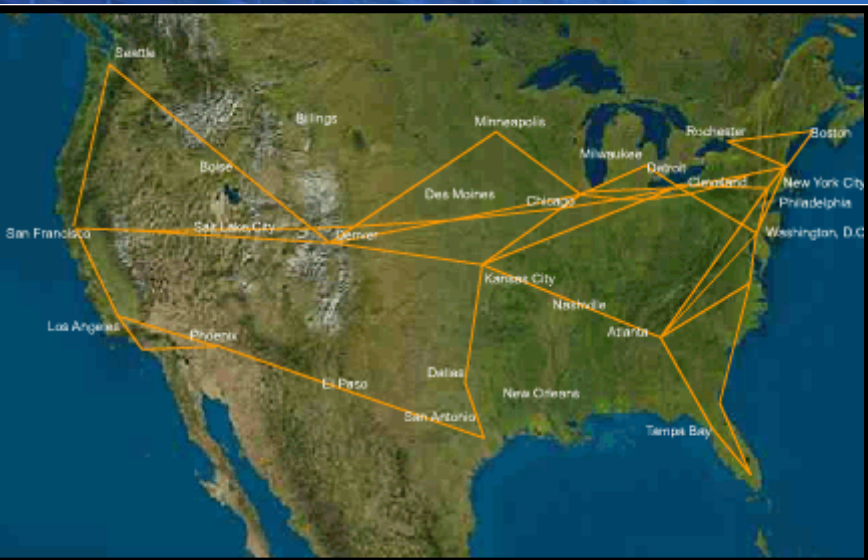 Seattle
Billings
Minneapolis
Rochester
Boston
Milwaukee
Detroit
Boise
Cleveland
New York City
Des Moines
Chicago
Philadelphia
San Francisco
Salt Lake City
Denver
Washington, D.C
Kansas City
Nashville
Los Angeles
Phoenix
Atlanta
Dallas
El Paso
New Orleans
San Antonio
Tampa Bay